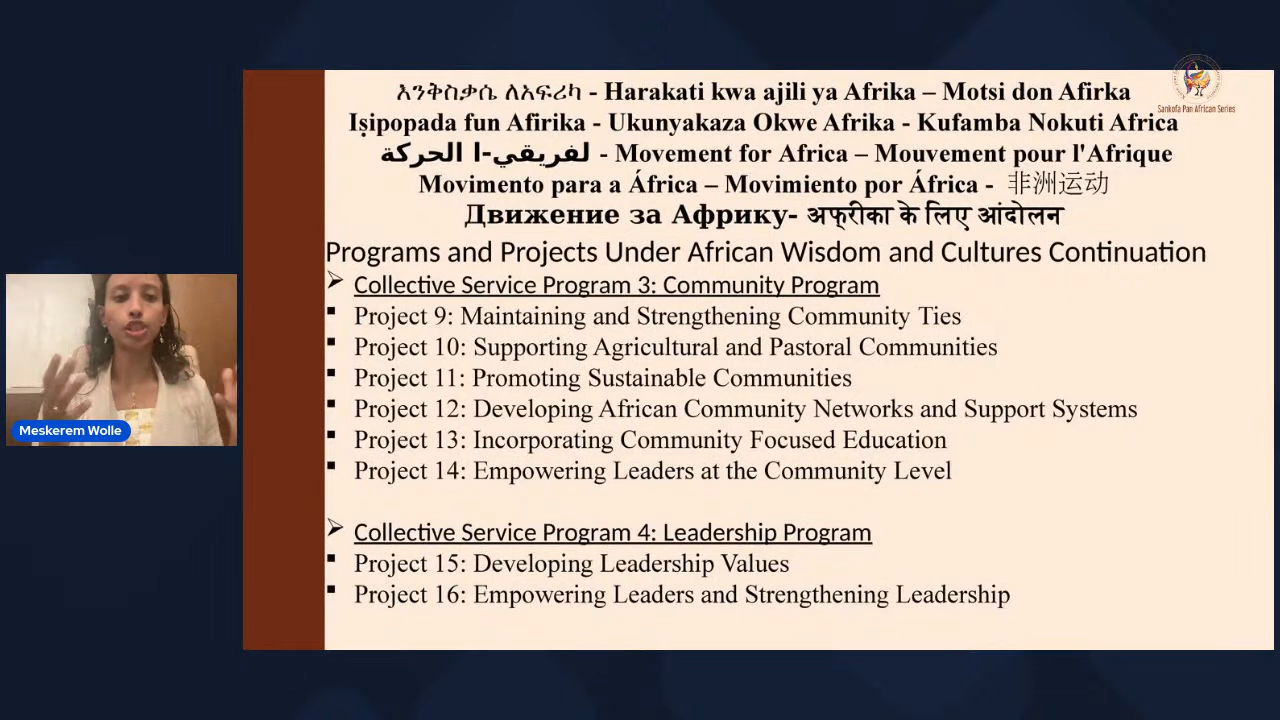 እንቅስቃሴ ለአፍሪካ - Harakati kwa ajili ya Afrika – Motsi don Afirka
Iṣipopada fun Afirika - Ukunyakaza Okwe Afrika - Kufamba Nokuti Africa
لفريقي-ا الحركة - Movement for Africa – Mouvement pour l'Afrique
Movimento para a África – Movimiento por África - 非洲运动
Движение за Африку- अफ्रीका के लिए आंदोलन
Sankofa Pan African Series
Programs and Projects Under African Wisdom and Cultures Continuation
➢ Collective Service Program 3: Community Program
▪ Project 9: Maintaining and Strengthening Community Ties
▪ Project 10: Supporting Agricultural and Pastoral Communities
▪ Project 11: Promoting Sustainable Communities
▪ Project 12: Developing African Community Networks and Support Systems
▪ Project 13: Incorporating Community Focused Education
▪ Project 14: Empowering Leaders at the Community Level
➢ Collective Service Program 4: Leadership Program
▪ Project 15: Developing Leadership Values
▪ Project 16: Empowering Leaders and Strengthening Leadership
Meskerem Wolle